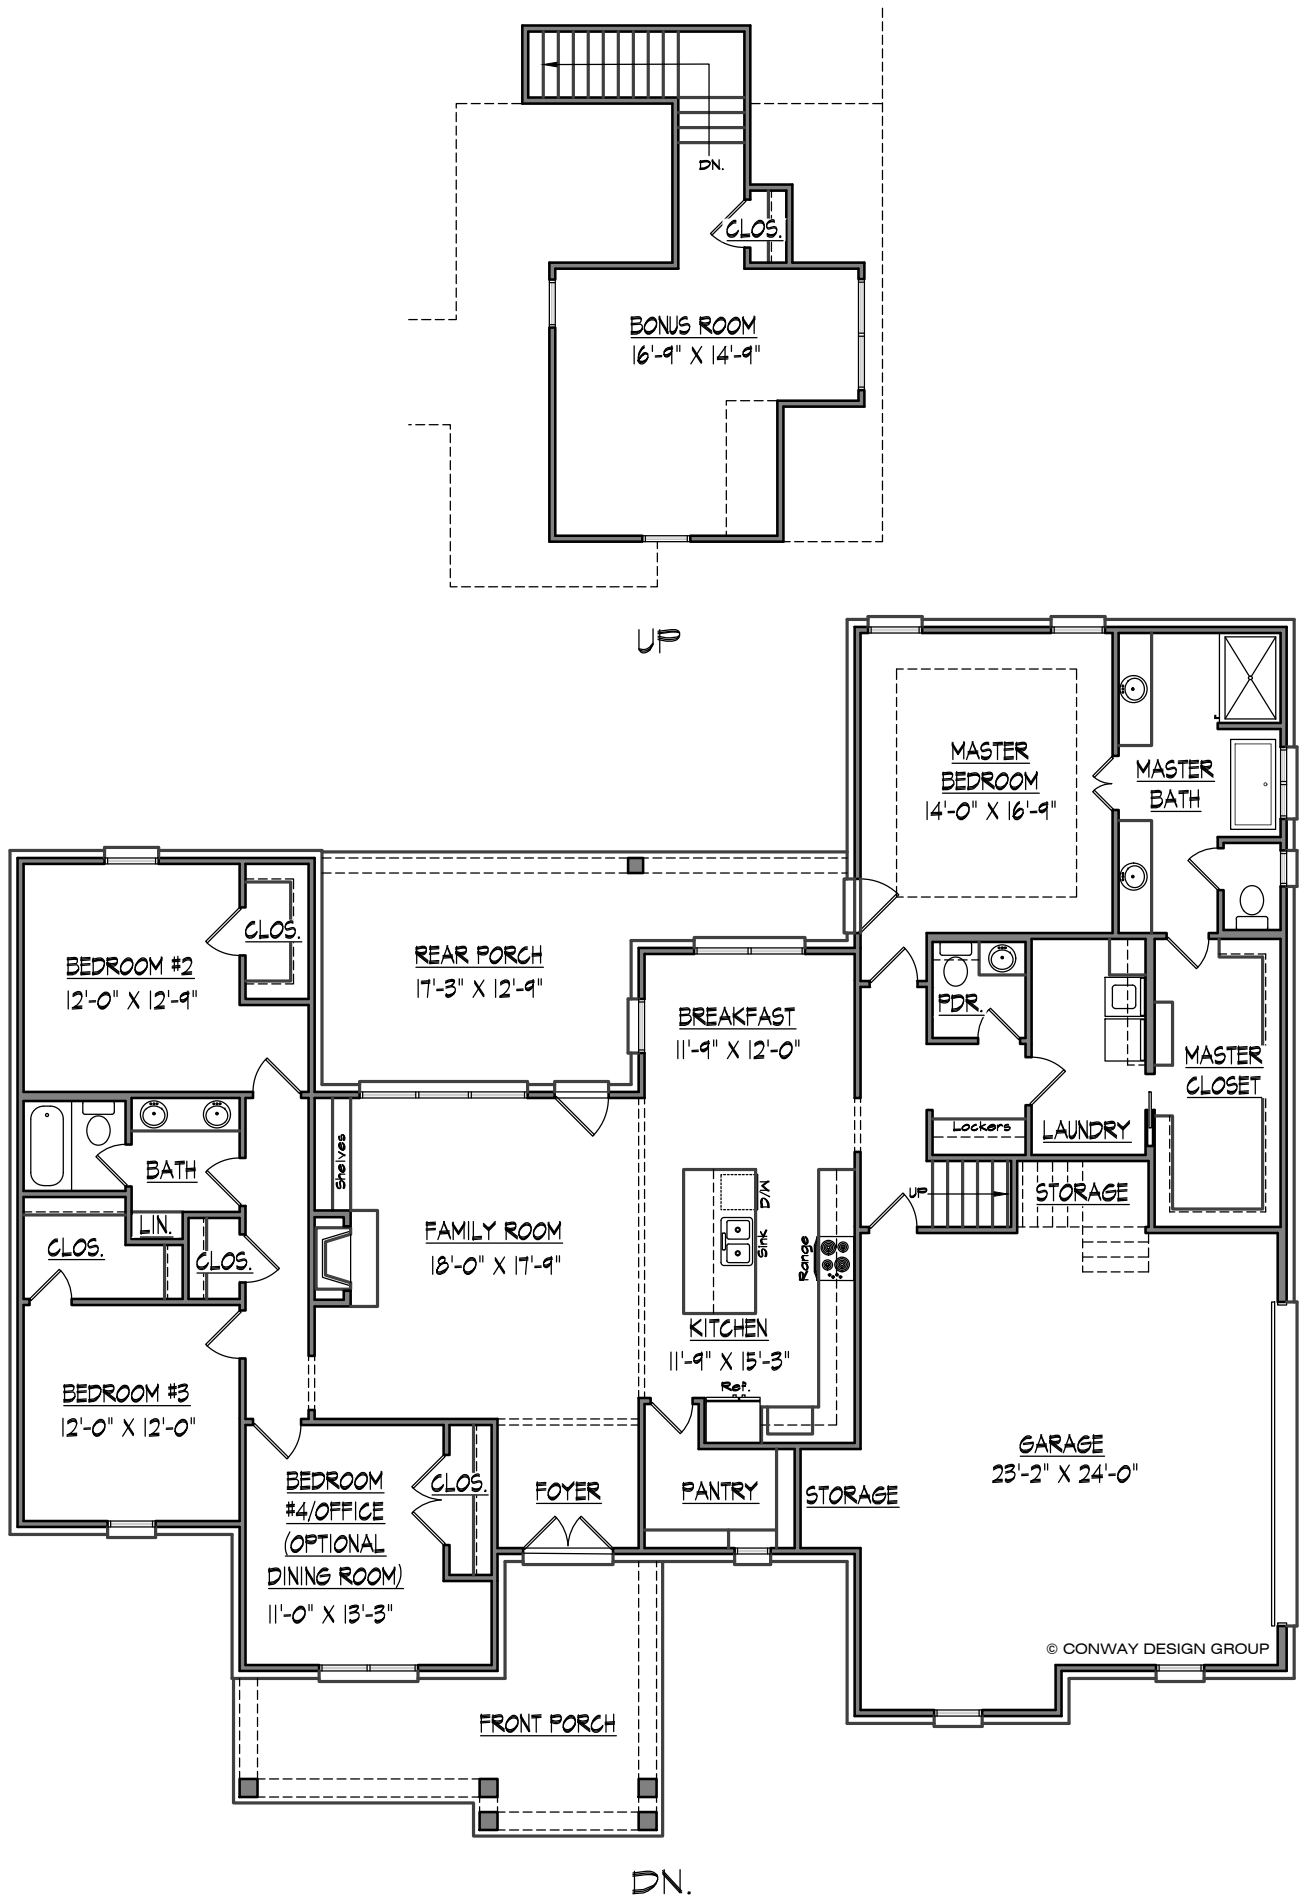 DN.
CLOS.
BONUS ROOM
16'-9" X 14'-9"
UP
MASTER
BEDROOM
14'-0" X 16'-9"
MASTER
BATH
CLOS.
BEDROOM #2
12'-0" X 12'-9"
REAR PORCH
17'-3" X 12'-9"
BREAKFAST
11'-9" X 12'-0"
PDR.
MASTER
CLOSET
Lockers
LAUNDRY
Shelves
BATH
UP
STORAGE
D/W
LIN.
CLOS.
CLOS.
FAMILY ROOM
18'-0" X 17'-9"
Sink
Range
KITCHEN
11'-9" X 15'-3"
Ref.
BEDROOM #3
12'-0" X 12'-0"
GARAGE
23'-2" X 24'-0"
BEDROOM
#4/OFFICE
(OPTIONAL
DINING ROOM)
11'-0" X 13'-3"
CLOS.
FOYER
PANTRY
STORAGE
© CONWAY DESIGN GROUP
FRONT PORCH
DN.